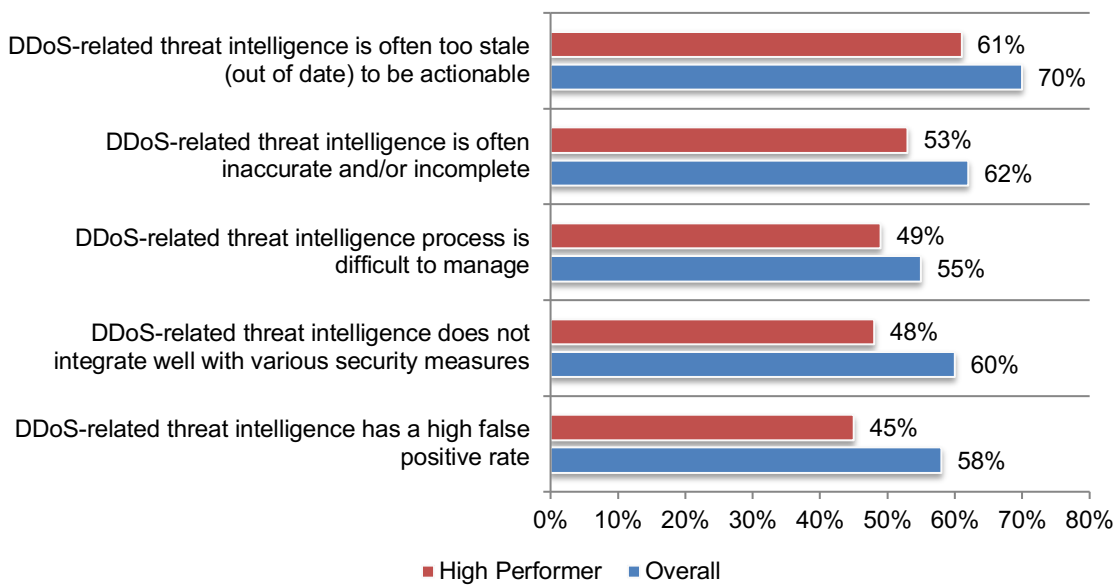 DDoS-related threat intelligence is often too stale
(out of date) to be actionable
61%
70%
DDoS-related threat intelligence is often
inaccurate and/or incomplete
53%
62%
DDoS-related threat intelligence process is
difficult to manage
49%
55%
DDoS-related threat intelligence does not
integrate well with various security measures
48%
60%
DDoS-related threat intelligence has a high false
positive rate
45%
58%
0% 10% 20% 30% 40% 50% 60% 70% 80%
High Performer Overall